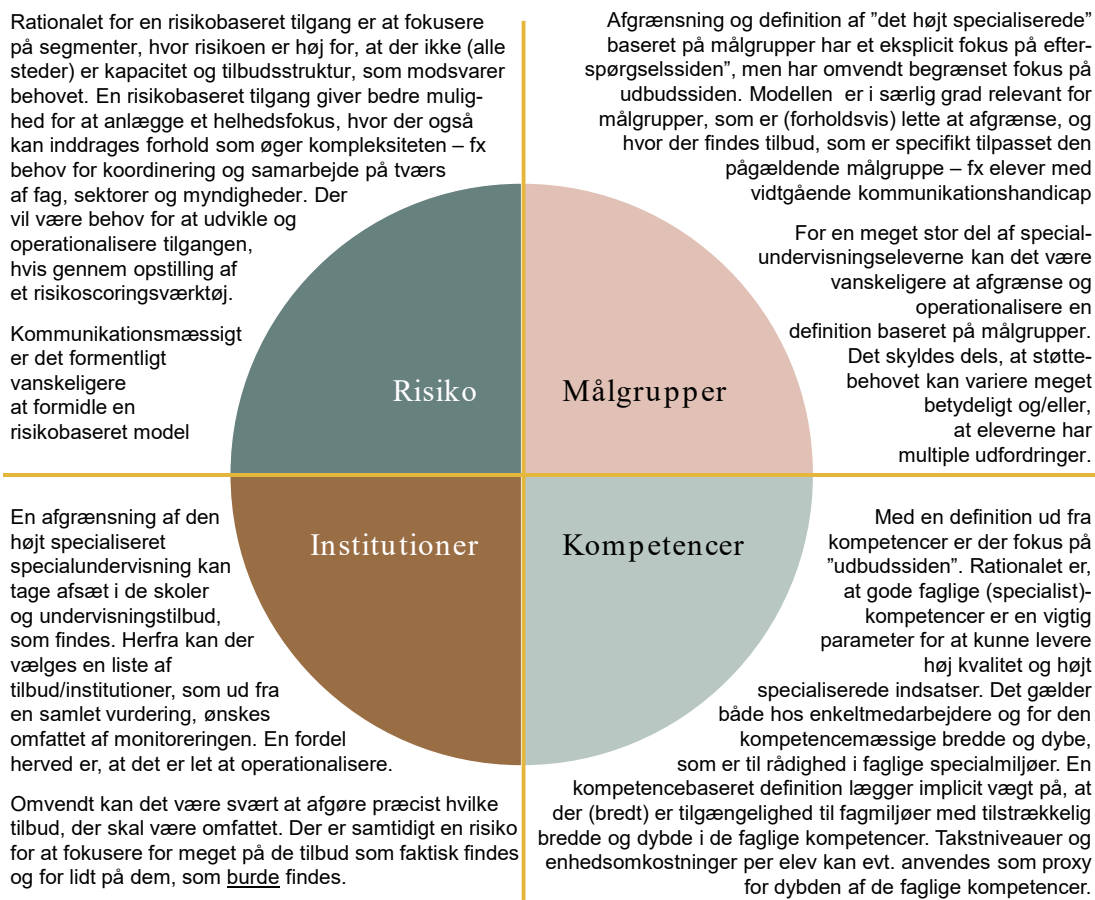 Rationalet for en risikobaseret tilgang er at fokusere
på segmenter, hvor risikoen er høj for, at der ikke (alle
steder) er kapacitet og tilbudsstruktur, som modsvarer
behovet. En risikobaseret tilgang giver bedre mulig-
hed for at anlægge et helhedsfokus, hvor der også
kan inddrages forhold som øger kompleksiteten – fx
behov for koordinering og samarbejde på tværs
af fag, sektorer og myndigheder. Der
vil være behov for at udvikle og
operationalisere tilgangen,
hvis gennem opstilling af
et risikoscoringsværktøj.
Kommunikationsmæssigt
er det formentligt
vanskeligere
at formidle en
risikobaseret model
Afgrænsning og definition af ”det højt specialiserede”
baseret på målgrupper har et eksplicit fokus på efter-
spørgselssiden”, men har omvendt begrænset fokus på
udbudssiden. Modellen er i særlig grad relevant for
målgrupper, som er (forholdsvis) lette at afgrænse, og
hvor der findes tilbud, som er specifikt tilpasset den
pågældende målgruppe – fx elever med
vidtgående kommunikationshandicap
For en meget stor del af special-
undervisningseleverne kan det være
vanskeligere at afgrænse og
operationalisere en
definition baseret på målgrupper.
Det skyldes dels, at støtte-
behovet kan variere meget
betydeligt og/eller,
at eleverne har
multiple udfordringer.
Risiko
Målgrupper
Institutioner
Kompetencer
En afgrænsning af den
højt specialiseret
specialundervisning kan
tage afsæt i de skoler
og undervisningstilbud,
som findes. Herfra kan der
vælges en liste af
tilbud/institutioner, som ud fra
en samlet vurdering, ønskes
omfattet af monitoreringen. En fordel
herved er, at det er let at operationalisere.
Omvendt kan det være svært at afgøre præcist hvilke
tilbud, der skal være omfattet. Der er samtidigt en risiko
for at fokusere for meget på de tilbud som faktisk findes
og for lidt på dem, som burde findes.
Med en definition ud fra
kompetencer er der fokus på
”udbudssiden”. Rationalet er,
at gode faglige (specialist)-
kompetencer er en vigtig
parameter for at kunne levere
høj kvalitet og højt
specialiserede indsatser. Det gælder
både hos enkeltmedarbejdere og for den
kompetencemæssige bredde og dybe,
som er til rådighed i faglige specialmiljøer. En
kompetencebaseret definition lægger implicit vægt på, at
der (bredt) er tilgængelighed til fagmiljøer med tilstrækkelig
bredde og dybde i de faglige kompetencer. Takstniveauer og
enhedsomkostninger per elev kan evt. anvendes som proxy
for dybden af de faglige kompetencer.